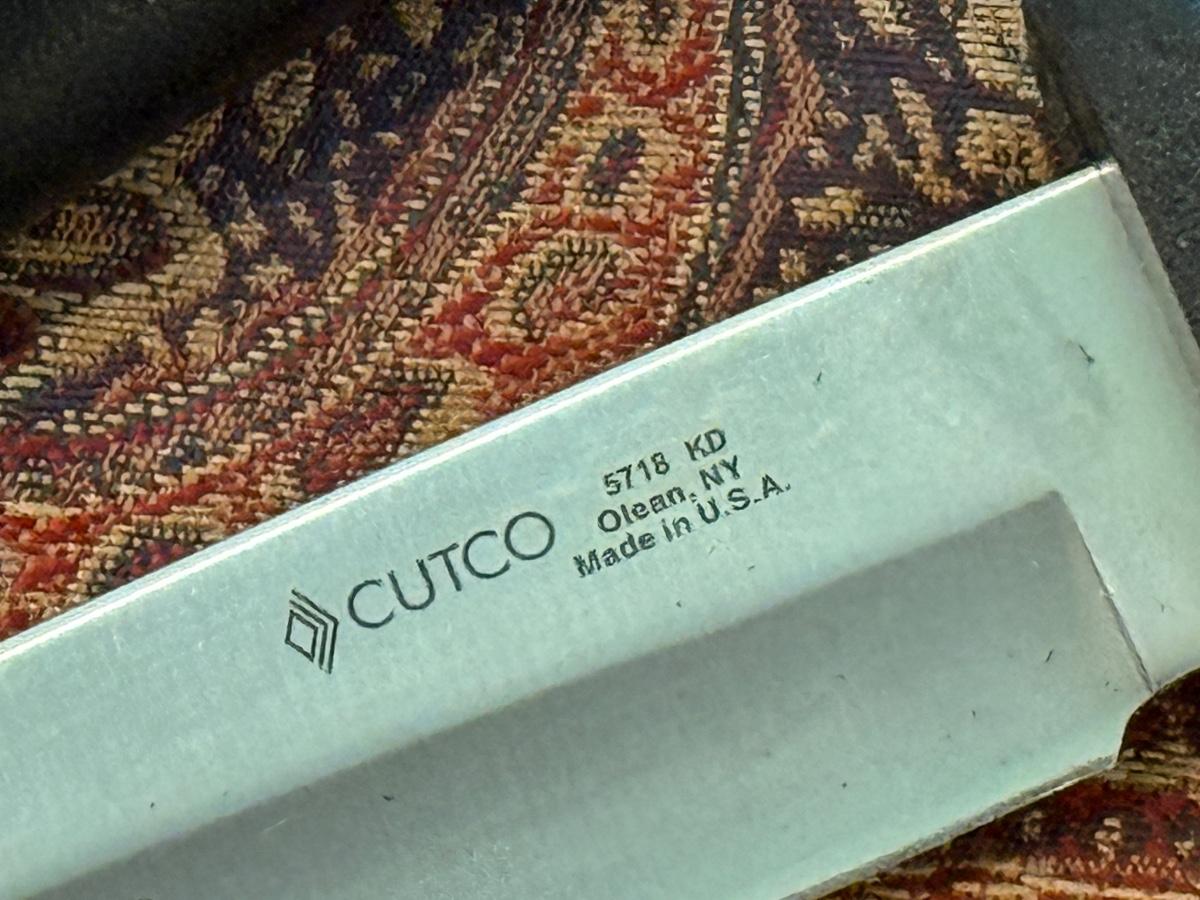 CUTCO
5718 KD
Olean, NY
Made in U.S.A.